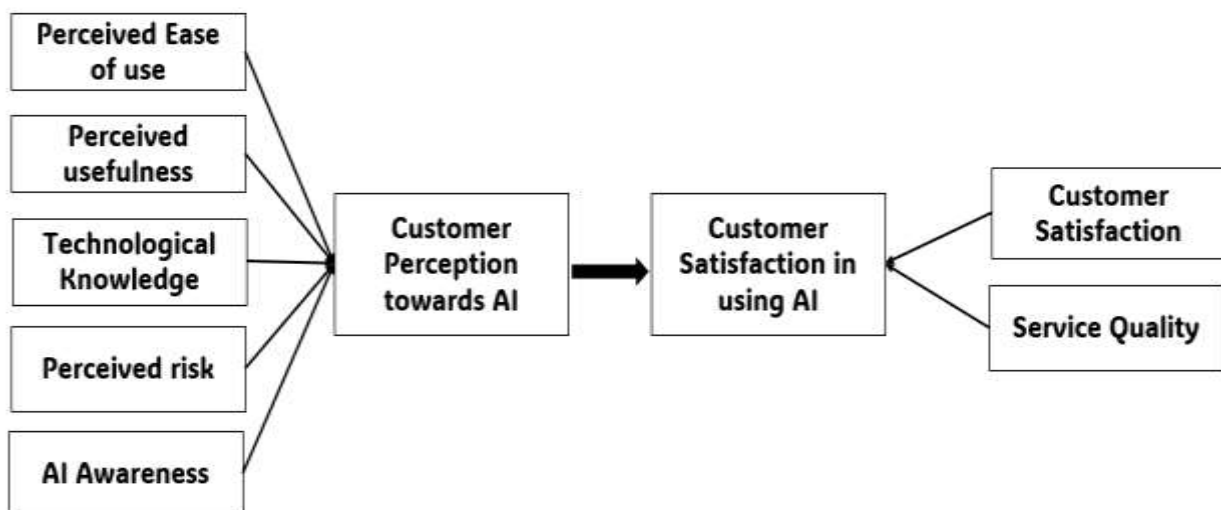 Perceived Ease
of use
Perceived
usefulness
Technological
Knowledge
Perceived risk
AI Awareness
Customer
Perception
towards AI
Customer
Satisfaction in
using AI
Customer
Satisfaction
Service Quality